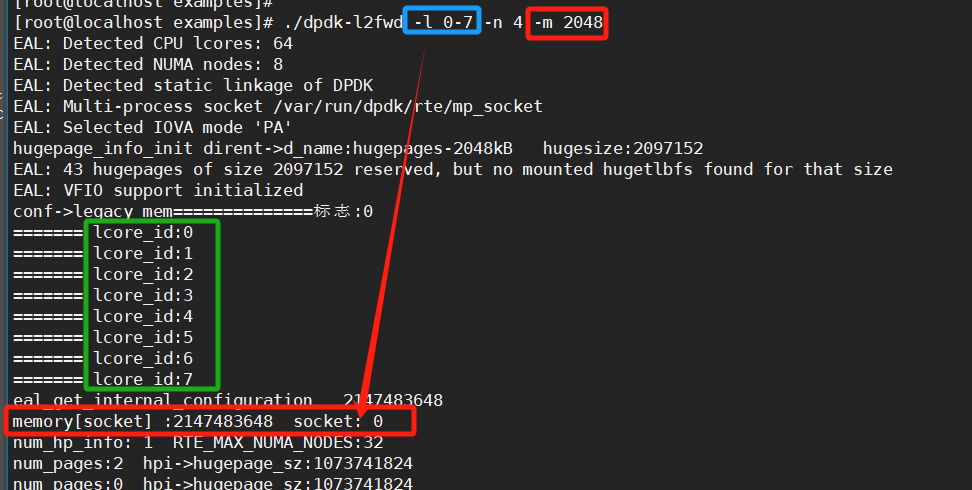 [root@localhost examples]#
[root@localhost examples]# ./dpdk-l2fwd -l 0-7 -n 4 -m 2048
EAL: Detected CPU lcores: 64
EAL: Detected NUMA nodes: 8
EAL: Detected static linkage of DPDK
EAL: Multi-process socket /var/run/dpdk/rte/mp_socket
EAL: Selected IOVA mode 'PA'
hugepage_info_init dirent->d_name:hugepages-2048kB   hugesize:2097152
EAL: 43 hugepages of size 2097152 reserved, but no mounted hugetlbfs found for that size
EAL: VFIO support initialized
conf->legacy_mem==============标志:0
======= lcore_id:0
======= lcore_id:1
======= lcore_id:2
======= lcore_id:3
======= lcore_id:4
======= lcore_id:5
======= lcore_id:6
======= lcore_id:7
eal_get_internal_configuration   2147483648
memory[socket] :2147483648  socket: 0
num_hp_info: 1  RTE_MAX_NUMA_NODES:32
num_pages:2  hpi->hugepage_sz:1073741824
num_pages:0  hpi->hugepage_sz:1073741824